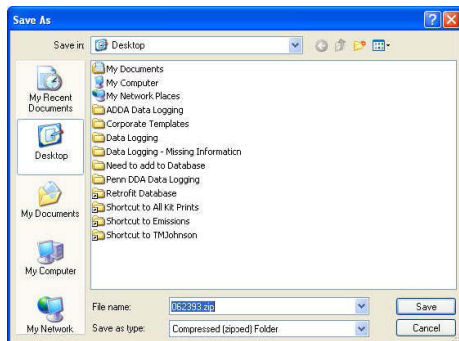 Save As
Save in: Desktop
My Recent
Documents
Desktop
My Documents
My Computer
My Network
My Documents
My Computer
My Network Places
ADDA Data Logging
Corporate Templates
Data Logging
Data Logging - Missing Information
Need to add to Database
Penn DDA Data Logging
Retrofit Database
Shortcut to All Kit Prints
Shortcut to Emissions
Shortcut to TMJohnson
File name: 062393.zip
Save
Save as type: Compressed (zipped) Folder
Cancel